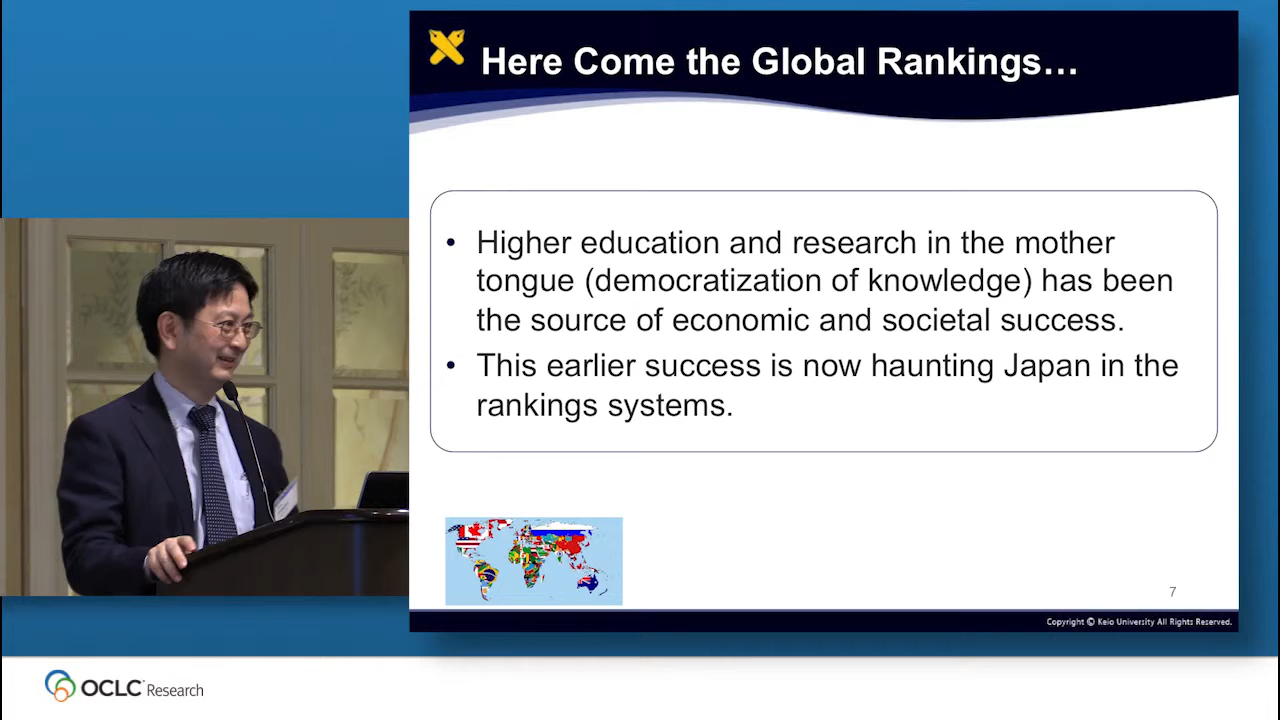 Here Come the Global Rankings…
• Higher education and research in the mother
tongue (democratization of knowledge) has been
the source of economic and societal success.
• This earlier success is now haunting Japan in the
rankings systems.
7
Copyright © Keio University All Rights Reserved.
OCLC Research